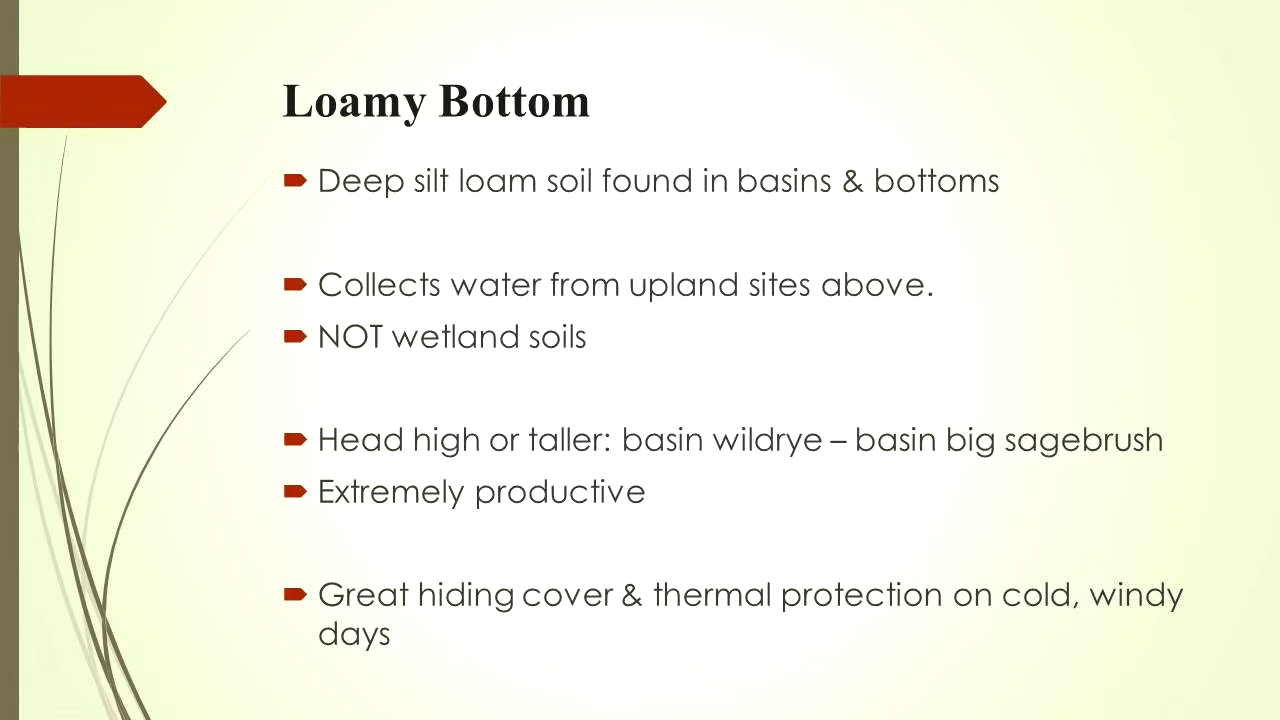 Loamy Bottom
Deep silt loam soil found in basins & bottoms
Collects water from upland sites above.
NOT wetland soils
Head high or taller: basin wildrye – basin big sagebrush
Extremely productive
Great hiding cover & thermal protection on cold, windy
days